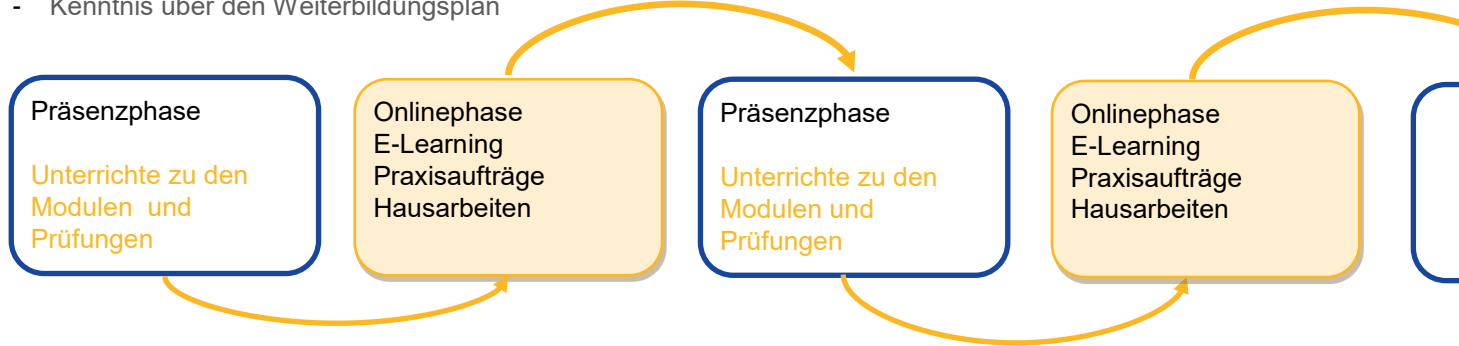 - Kenntnis über den Weiterbildungsplan
Präsenzphase
Unterrichte zu den
Modulen und
Prüfungen
Onlinephase
E-Learning
Praxisaufträge
Hausarbeiten
Präsenzphase
Unterrichte zu den
Modulen und
Prüfungen
Onlinephase
E-Learning
Praxisaufträge
Hausarbeiten